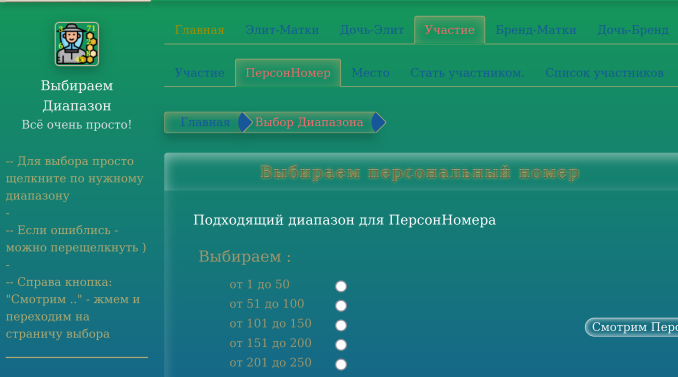 Главная Элит-Матки Дочь-Элит Участие Бренд-Матки Дочь-Бренд
Участие ПерсонНомер Место Стать участником. Список участников
Главная Выбор Диапазона
Выбираем
Диапазон
Всё очень просто!
-- Для выбора просто
щелкните по нужному
диапазону
-
-- Если ошиблись -
можно перещелкнуть )
-
-- Справа кнопка:
"Смотрим .." - жмем и
переходим на
страничу выбора
Выбираем персональный номер
Подходящий диапазон для ПерсонНомера
Выбираем :
от 1 до 50
от 51 до 100
от 101 до 150
от 151 до 200
от 201 до 250
Смотрим Перс